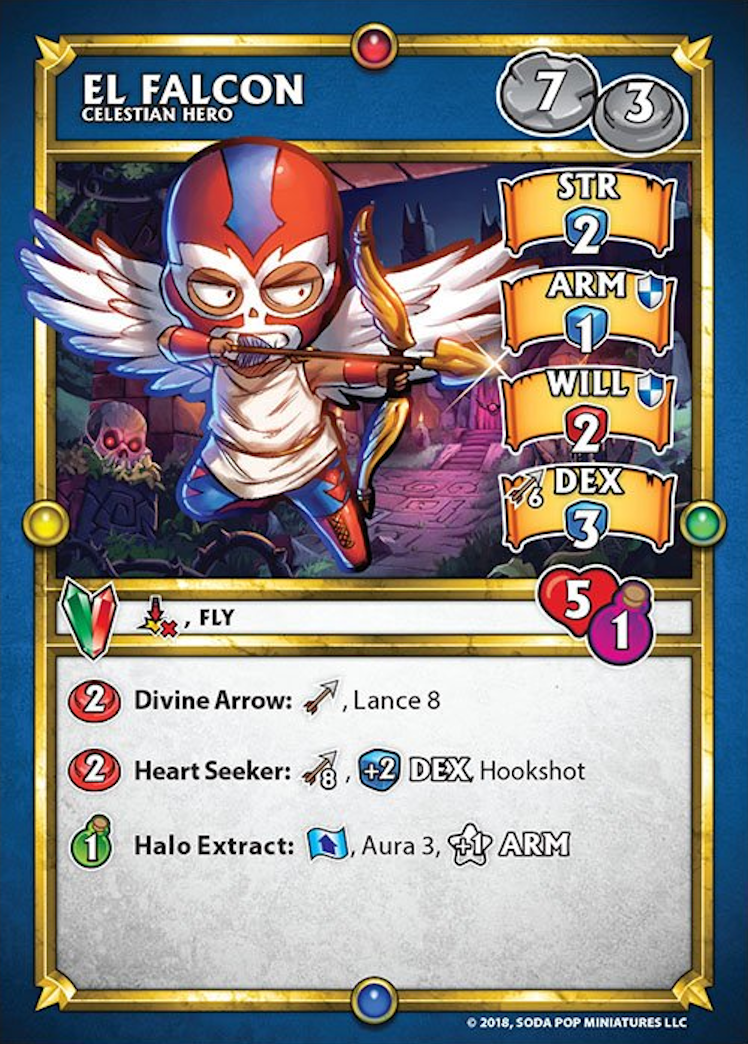 EL FALCON
CELESTIAN HERO
7 3
STR
2
ARM
1
WILL
2
6 DEX
3
5
1
, FLY
2 Divine Arrow: , Lance 8
2 Heart Seeker: 8 , +2 DEX, Hookshot
1 Halo Extract: , Aura 3, +1 ARM
© 2018, SODA POP MINIATURES LLC